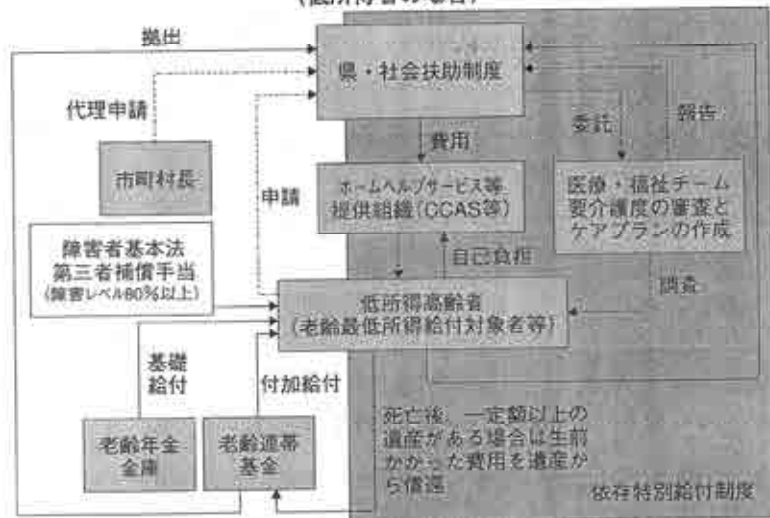 (低所得者の場合)
拠出
県・社会扶助制度
代理申請
委託
報告
費用
市町村長
申請
ホームヘルプサービス等
提供組織(CCAS等)
医療・福祉チーム
要介護度の審査と
ケアプランの作成
障害者基本法
第三者補償手当
(障害レベル80%以上)
自己負担
調査
低所得高齢者
(老齢最低所得給付対象者等)
基礎
給付
付加給付
老齢年金
金庫
老齢連帯
基金
死亡後、一定額以上の
遺産がある場合は生前
かかった費用を遺産か
ら償還
依存特別給付制度